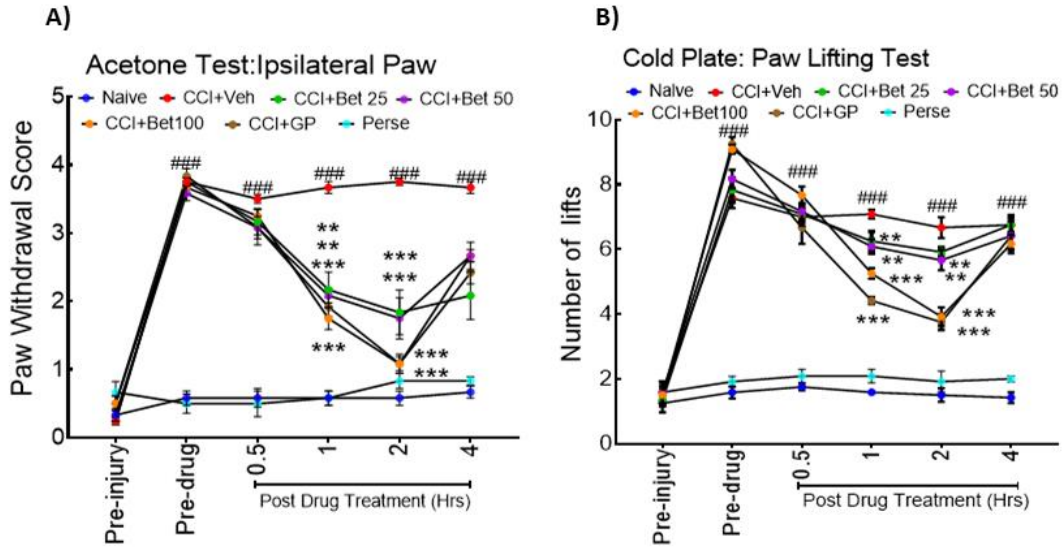 A)
Acetone Test:Ipsilateral Paw
Naive CCI+Veh CCI+Bet 25 CCI+Bet 50
CCI+Bet100 CCI+GP Perse
Paw Withdrawal Score
5
4
3
2
1
0
### ### ### ### ###
**
**
***
***
***
***
***
***
Pre-injury Pre-drug 0.5 1 2 4
Post Drug Treatment (Hrs)
B)
Cold Plate: Paw Lifting Test
Naive CCI+Veh CCI+Bet 25 CCI+Bet 50
CCI+Bet100 CCI+GP Perse
Number of lifts
10
8
6
4
2
0
### ### ### ### ###
**
**
***
***
**
**
***
***
Pre-injury Pre-drug 0.5 1 2 4
Post Drug Treatment (Hrs)